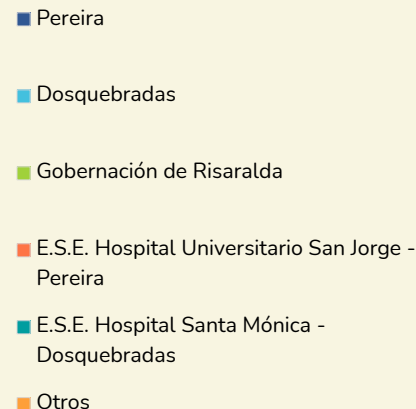 Pereira
Dosquebradas
Gobernación de Risaralda
E.S.E. Hospital Universitario San Jorge -
Pereira
E.S.E. Hospital Santa Mónica -
Dosquebradas
Otros